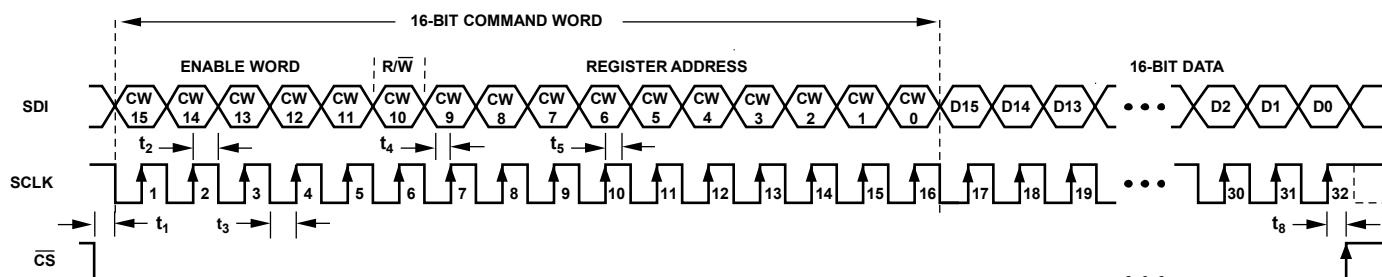 16-BIT COMMAND WORD
ENABLE WORD R/W̅ REGISTER ADDRESS 16-BIT DATA
SDI CW 15 CW 14 CW 13 CW 12 CW 11 CW 10 CW 9 CW 8 CW 7 CW 6 CW 5 CW 4 CW 3 CW 2 CW 1 CW 0 D15 D14 D13 • • • D2 D1 D0
t2 t4 t5
SCLK 1 2 3 4 5 6 7 8 9 10 11 12 13 14 15 16 17 18 19 • • • 30 31 32
t1 t3 t8
C̅S̅